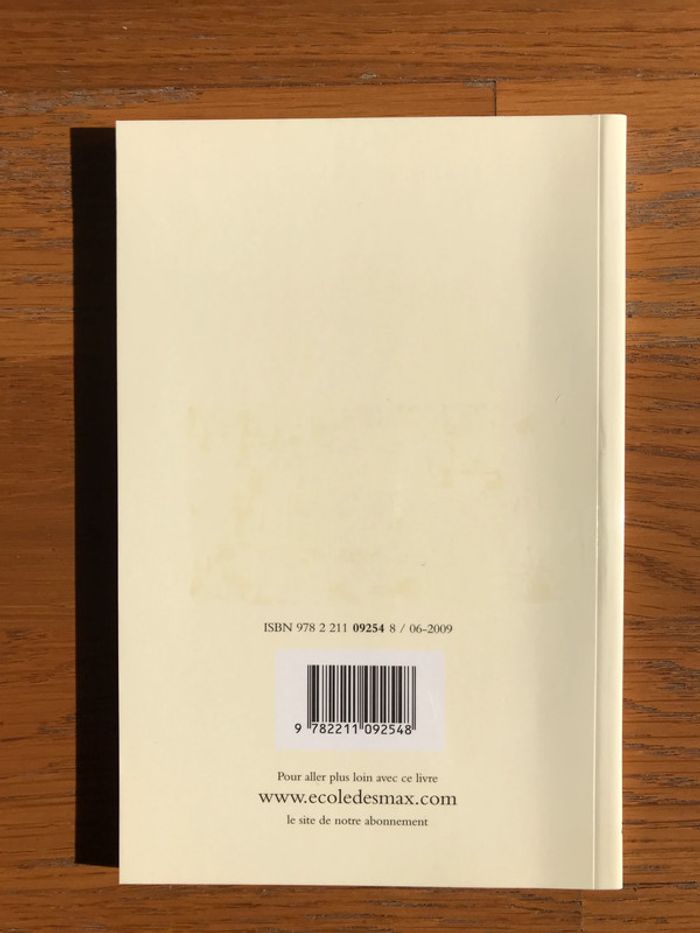 ISBN 978 2 211 09254 8 / 06-2009
9 782211 092548
Pour aller plus loin avec ce livre
www.ecoledesmax.com
le site de notre abonnement